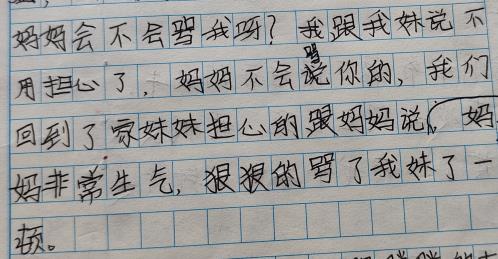 妈妈会不会骂我呀？我跟我妹说不
用担心了，妈妈不会骂你的，我们
回到了家妹妹担心的跟妈妈说，妈
妈非常生气，狠狠的骂了我妹了一
顿。